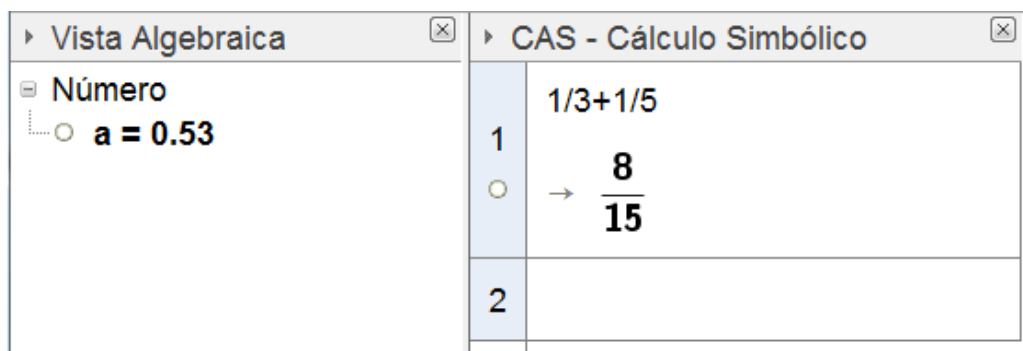 Vista Algebraica
Número
a = 0.53
CAS - Cálculo Simbólico
1
1/3+1/5
→ 8/15
2